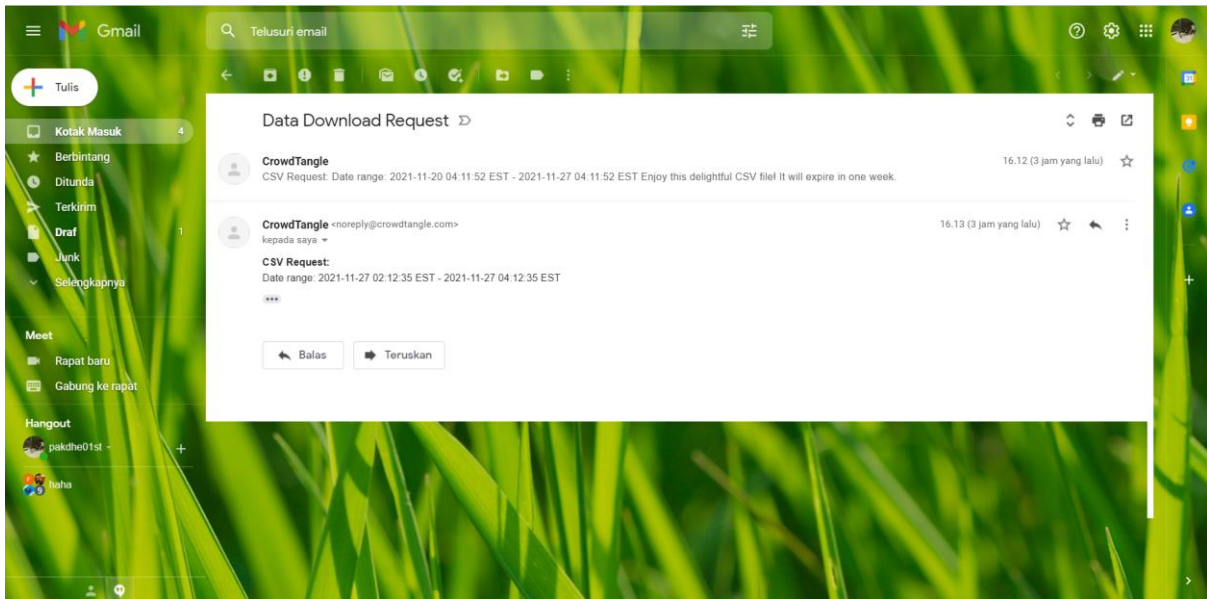 Gmail
Telusuri email
Tulis
Kotak Masuk 4
Berbintang
Ditunda
Terkirim
Draf 1
Junk
Selengkapnya
Meet
Rapat baru
Gabung ke rapat
Hangout
pakdhe01st
haha
9
Data Download Request
CrowdTangle 16.12 (3 jam yang lalu)
CSV Request: Date range: 2021-11-20 04:11:52 EST - 2021-11-27 04:11:52 EST Enjoy this delightful CSV file! It will expire in one week.
CrowdTangle <noreply@crowdtangle.com> 16.13 (3 jam yang lalu)
kepada saya
CSV Request:
Date range: 2021-11-27 02:12:35 EST - 2021-11-27 04:12:35 EST
Balas Teruskan